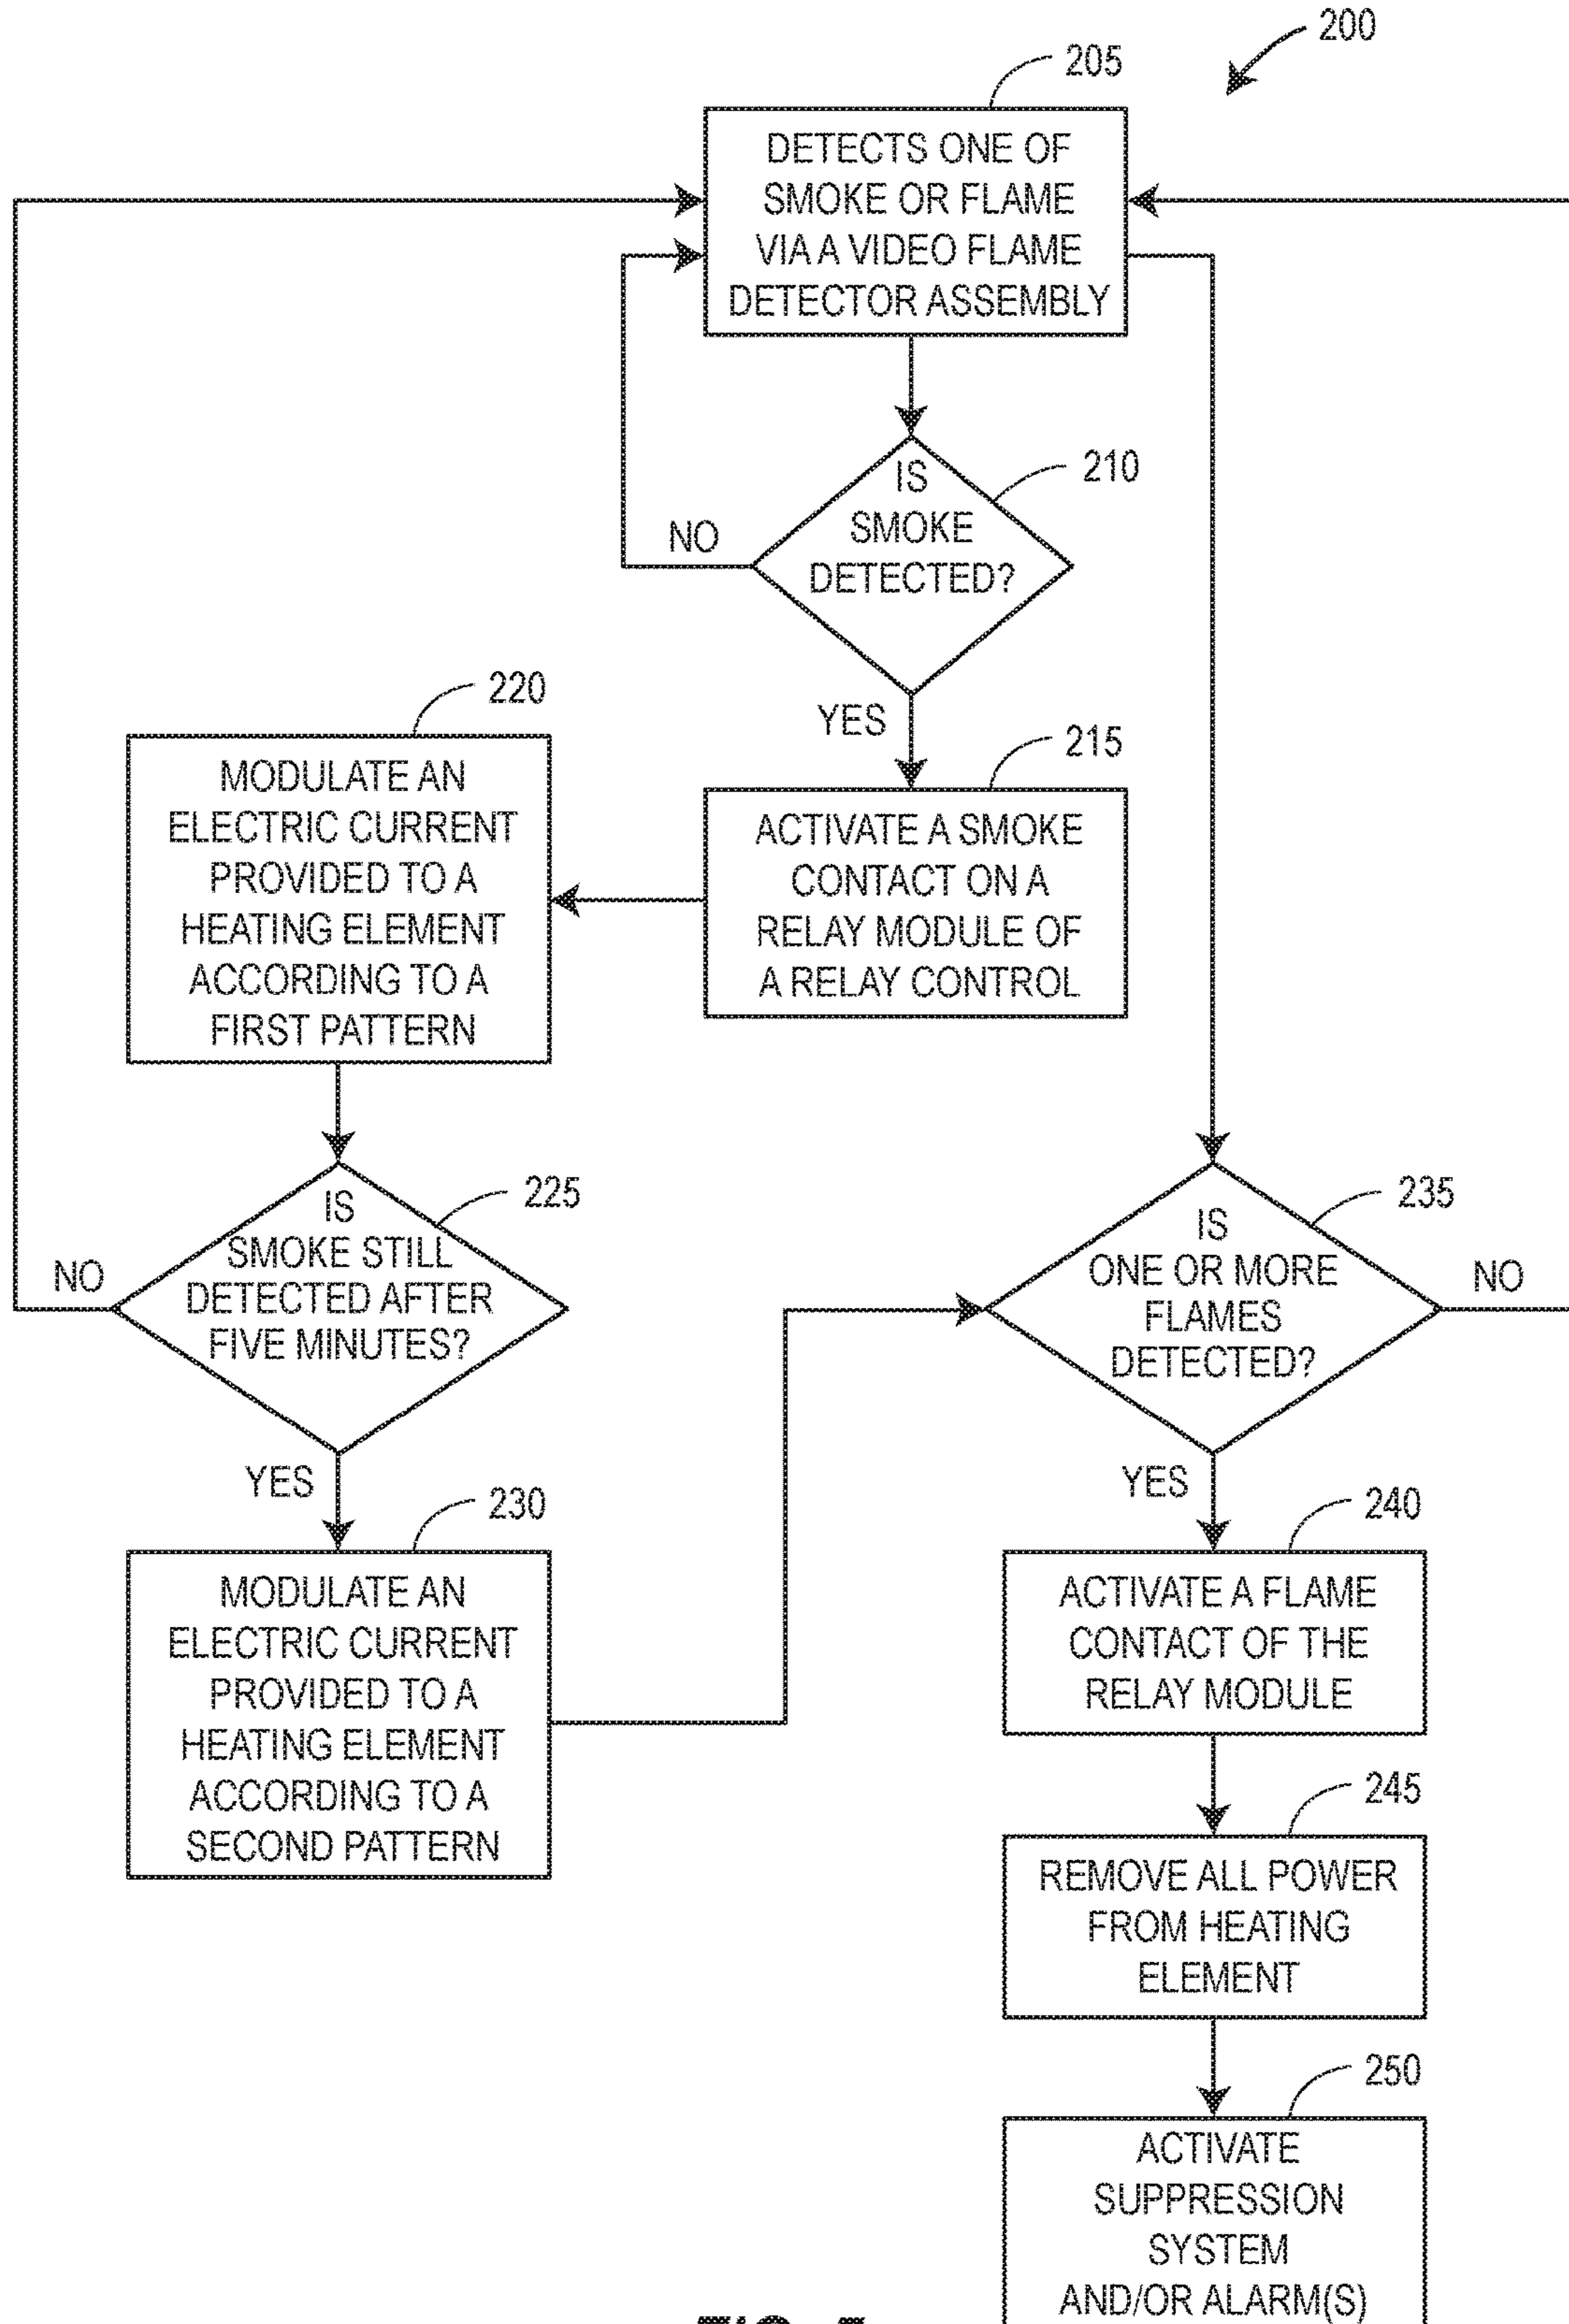 200
205
DETECTS ONE OF
SMOKE OR FLAME
VIA A VIDEO FLAME
DETECTOR ASSEMBLY
210
IS
SMOKE
DETECTED?
NO
YES
215
ACTIVATE A SMOKE
CONTACT ON A
RELAY MODULE OF
A RELAY CONTROL
220
MODULATE AN
ELECTRIC CURRENT
PROVIDED TO A
HEATING ELEMENT
ACCORDING TO A
FIRST PATTERN
225
IS
SMOKE STILL
DETECTED AFTER
FIVE MINUTES?
NO
YES
230
MODULATE AN
ELECTRIC CURRENT
PROVIDED TO A
HEATING ELEMENT
ACCORDING TO A
SECOND PATTERN
235
IS
ONE OR MORE
FLAMES
DETECTED?
NO
YES
240
ACTIVATE A FLAME
CONTACT OF THE
RELAY MODULE
245
REMOVE ALL POWER
FROM HEATING
ELEMENT
250
ACTIVATE
SUPPRESSION
SYSTEM
AND/OR ALARM(S)